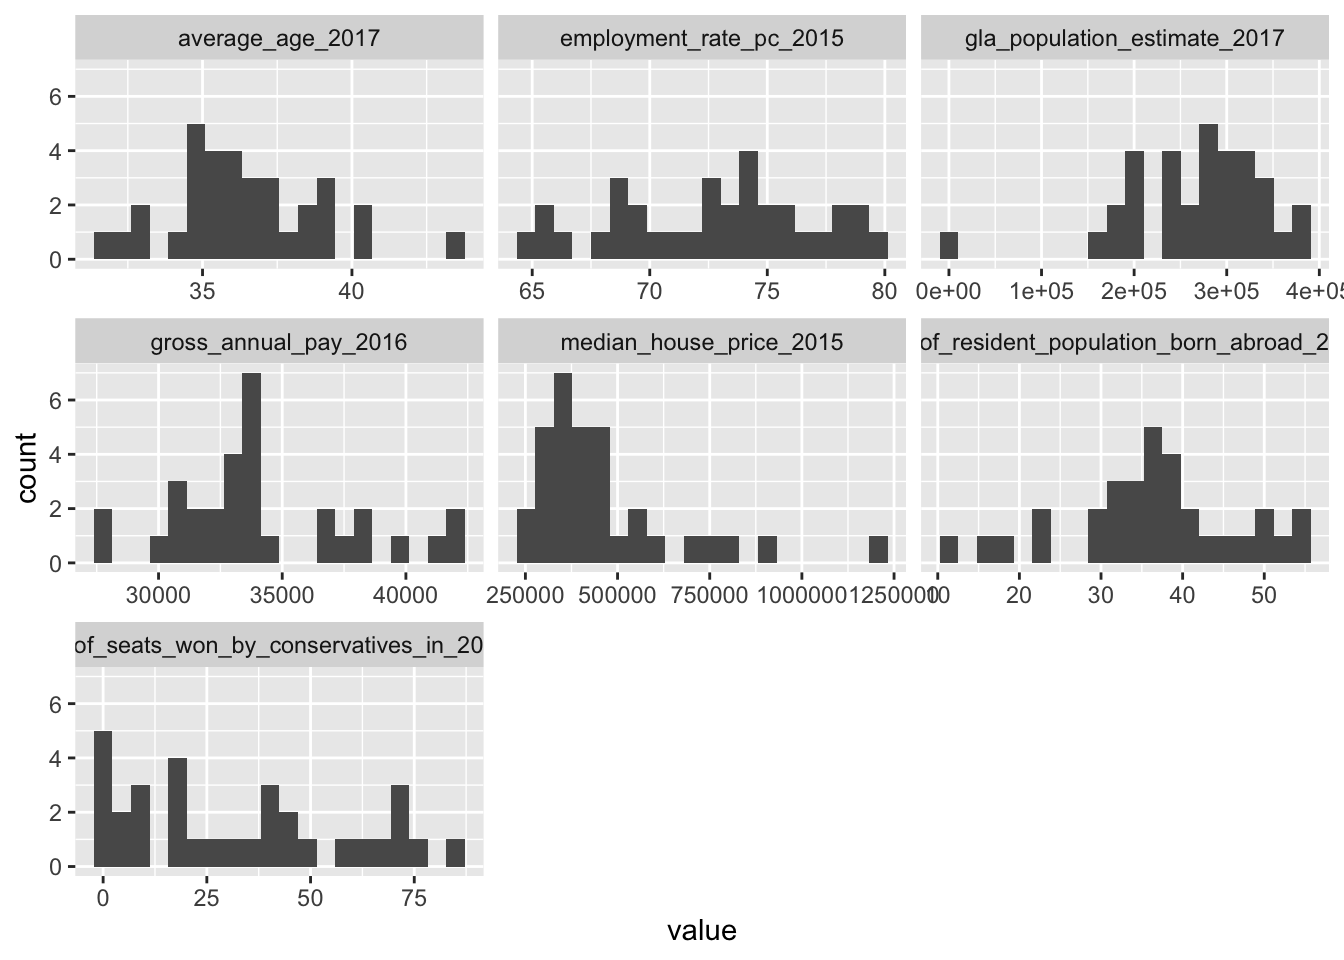 average_age_2017
employment_rate_pc_2015
gla_population_estimate_2017
6
4
2
0
35 40
65 70 75 80
0e+00 1e+05 2e+05 3e+05 4e+05
gross_annual_pay_2016
median_house_price_2015
of_resident_population_born_abroad_2
6
4
2
0
count
30000 35000 40000
250000 500000 750000 1000000 1250000
10 20 30 40 50
of_seats_won_by_conservatives_in_20
6
4
2
0
0 25 50 75
value